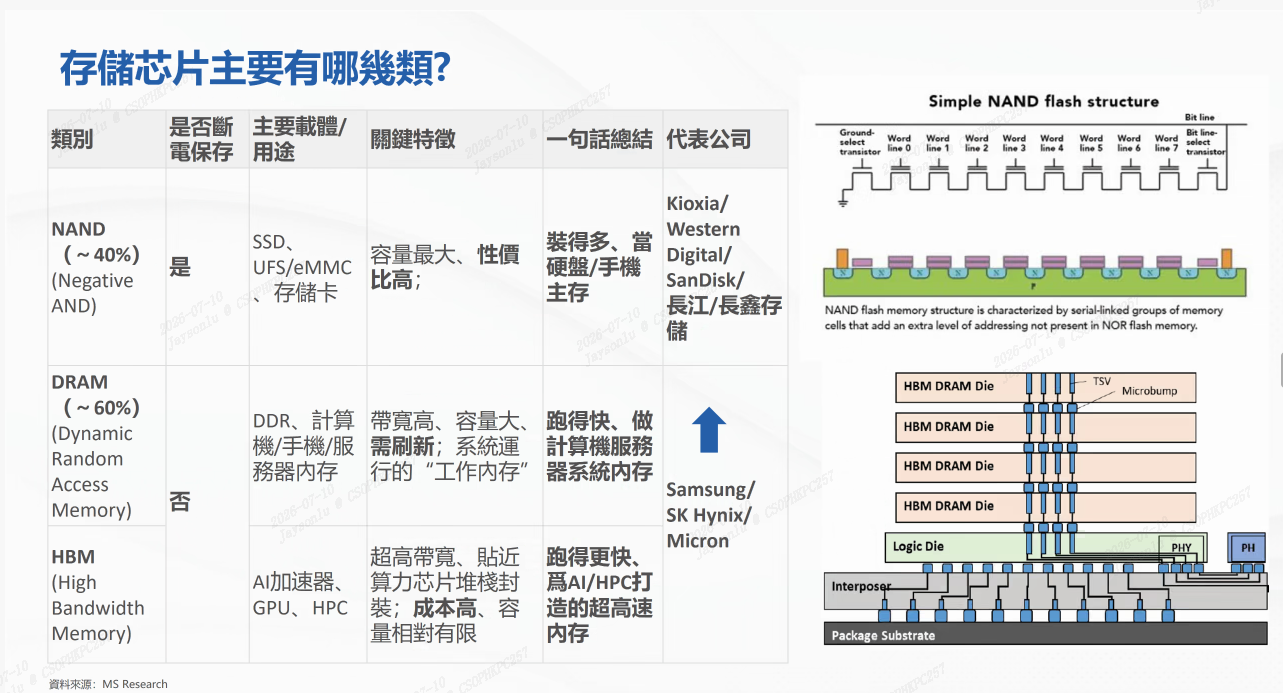 存儲芯片主要有哪幾類?
類別
是否斷
電保存
主要載體/
用途
關鍵特徵
一句話總結
代表公司
NAND
（～40%）
(Negative
AND)
是
SSD、
UFS/eMMC
、存儲卡
容量最大、性價
比高；
裝得多、當
硬盤/手機
主存
Kioxia/
Western
Digital/
SanDisk/
長江/長鑫存
儲
DRAM
（～60%）
(Dynamic
Random
Access
Memory)
否
DDR、計算
機/手機/服
務器內存
帶寬高、容量大、
需刷新；系統運
行的“工作內存”
跑得快、做
計算機服務
器系統內存
Samsung/
SK Hynix/
Micron
HBM
(High
Bandwidth
Memory)
AI加速器、
GPU、HPC
超高帶寬、貼近
算力芯片堆棧封
裝；成本高、容
量相對有限
跑得更快、
爲AI/HPC打
造的超高速
內存
資料來源：MS Research
Simple NAND flash structure
Bit line
Ground-
select
transistor
Word
line 0
Word
line 1
Word
line 2
Word
line 3
Word
line 4
Word
line 5
Word
line 6
Word
line 7
Bit line-
select
transistor
N N N N N N N N N N N
P
NAND flash memory structure is characterized by serial-linked groups of memory
cells that add an extra level of addressing not present in NOR flash memory.
HBM DRAM Die
TSV
Microbump
HBM DRAM Die
HBM DRAM Die
HBM DRAM Die
Logic Die
PHY
PH
Interposer
Package Substrate
2026-07-10
Jaysonlu @ CSOPHKPC257